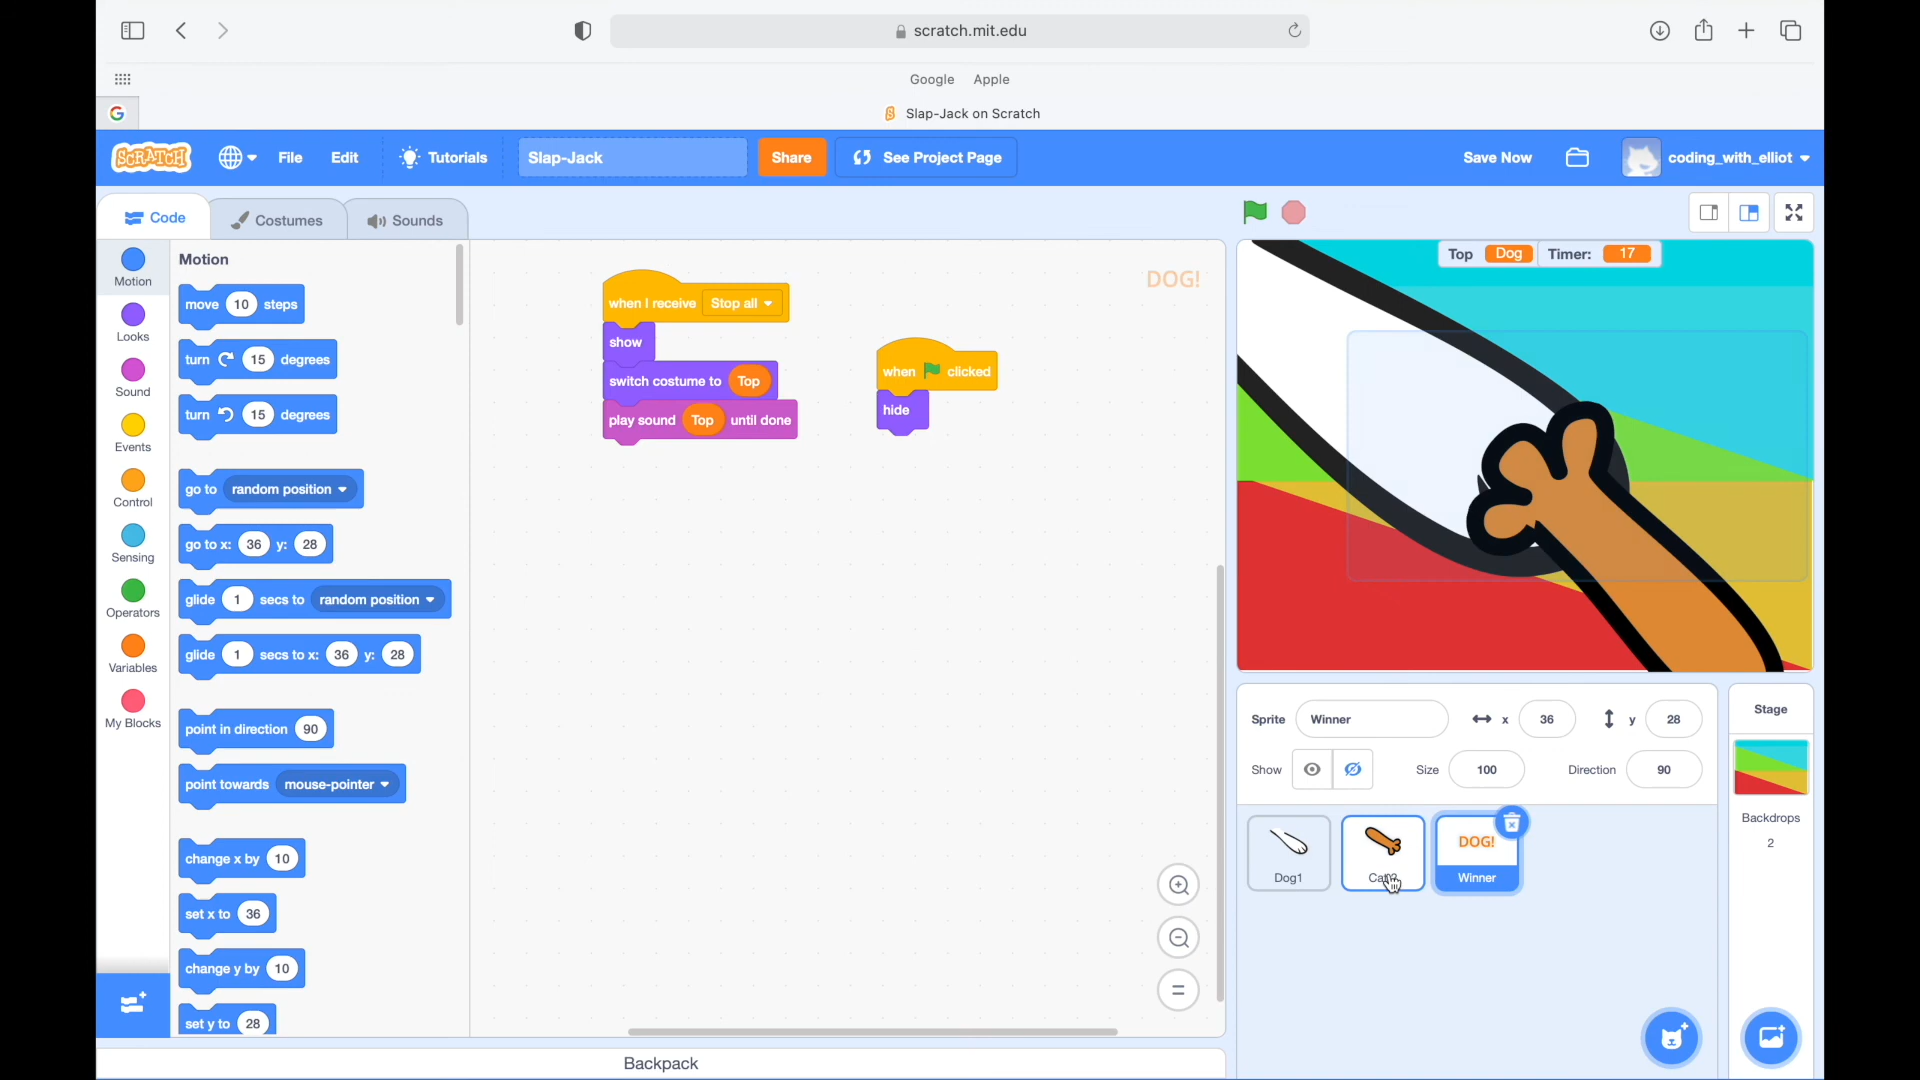 scratch.mit.edu
Google Apple
Slap-Jack on Scratch
SCRATCH File Edit Tutorials Slap-Jack Share See Project Page Save Now coding_with_elliot
Code Costumes Sounds
Motion
Motion
Looks
Sound
Events
Control
Sensing
Operators
Variables
My Blocks
move 10 steps
turn 15 degrees
turn 15 degrees
go to random position
go to x: 36 y: 28
glide 1 secs to random position
glide 1 secs to x: 36 y: 28
point in direction 90
point towards mouse-pointer
change x by 10
set x to 36
change y by 10
set y to 28
when I receive Stop all
show
switch costume to Top
play sound Top until done
when clicked
hide
DOG!
Top Dog Timer: 17
Sprite Winner x 36 y 28
Show Size 100 Direction 90
Dog1
DOG!
Winner
Stage
Backdrops
2
Backpack